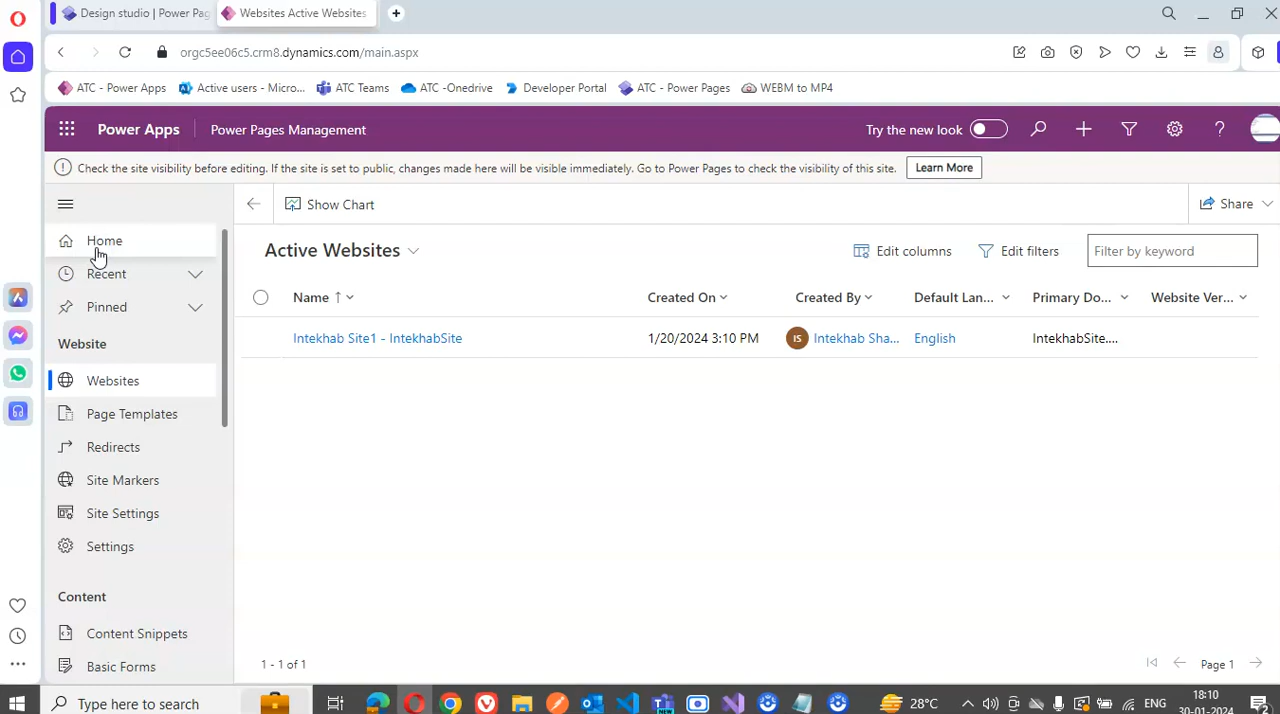 Design studio | Power Pag
Websites Active Websites
orgc5ee06c5.crm8.dynamics.com/main.aspx
ATC - Power Apps
Active users - Micro...
ATC Teams
ATC -Onedrive
Developer Portal
ATC - Power Pages
WEBM to MP4
Power Apps
Power Pages Management
Try the new look
Check the site visibility before editing. If the site is set to public, changes made here will be visible immediately. Go to Power Pages to check the visibility of this site.
Learn More
Show Chart
Share
Home
Recent
Pinned
Website
Websites
Page Templates
Redirects
Site Markers
Site Settings
Settings
Content
Content Snippets
Basic Forms
Active Websites
Edit columns
Edit filters
Filter by keyword
Name ↑
Created On
Created By
Default Lan...
Primary Do...
Website Ver...
Intekhab Site1 - IntekhabSite
1/20/2024 3:10 PM
IS
Intekhab Sha...
English
IntekhabSite....
1 - 1 of 1
Page 1
Type here to search
28°C
ENG
18:10
30-01-2024